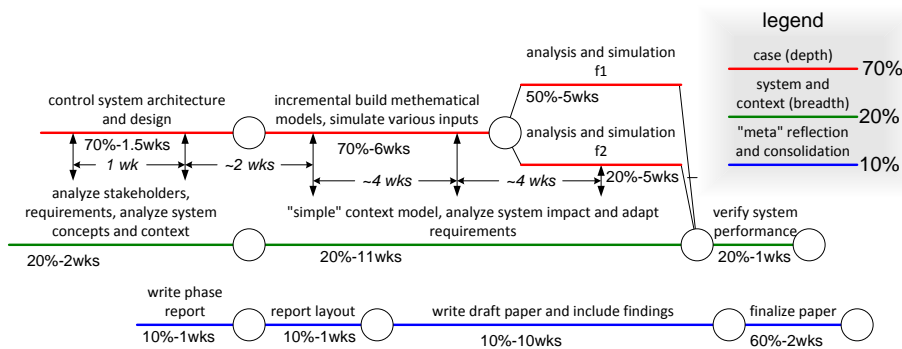 legend
case (depth)
70%
system and
context (breadth)
20%
"meta" reflection
and consolidation
10%
analysis and simulation
f1
50%-5wks
control system architecture
and design
70%-1.5wks
incremental build methematical
models, simulate various inputs
70%-6wks
analysis and simulation
f2
20%-5wks
1 wk
~2 wks
~4 wks
~4 wks
analyze stakeholders,
requirements, analyze system
concepts and context
20%-2wks
"simple" context model, analyze system impact and adapt
requirements
20%-11wks
verify system
performance
20%-1wks
write phase
report
10%-1wks
report layout
10%-1wks
write draft paper and include findings
10%-10wks
finalize paper
60%-2wks